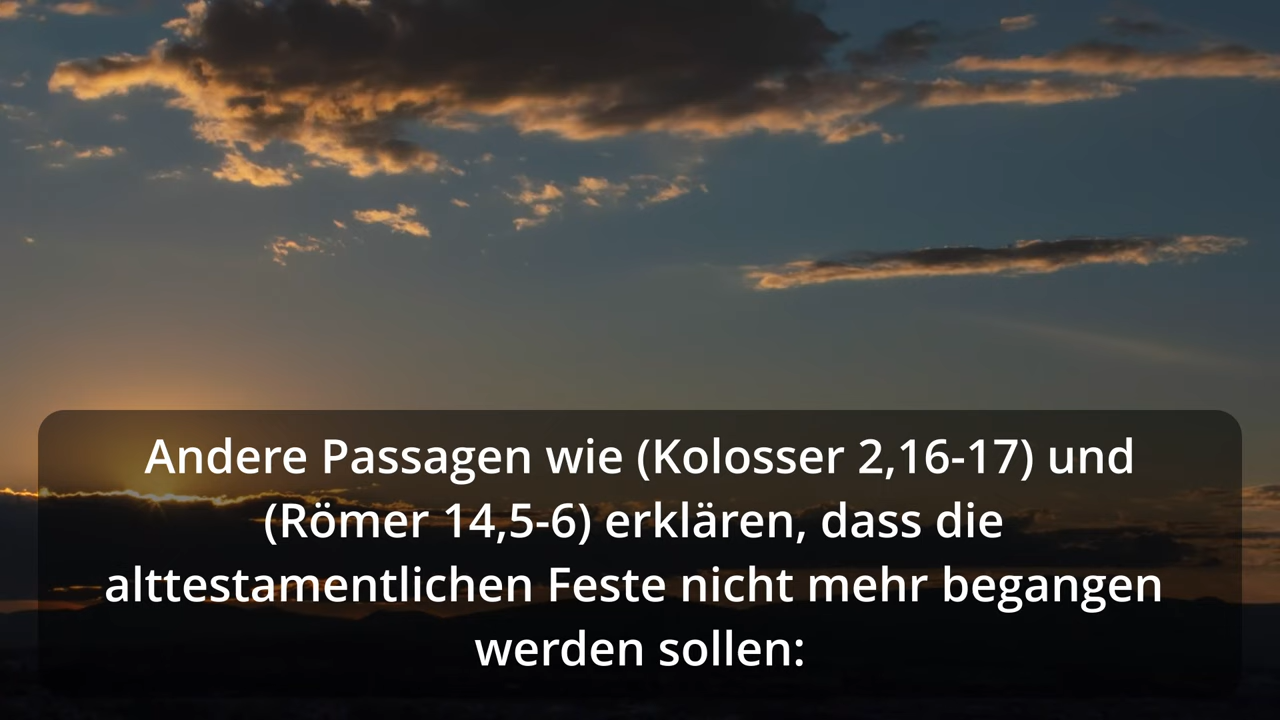 Andere Passagen wie (Kolosser 2,16-17) und
(Römer 14,5-6) erklären, dass die
alttestamentlichen Feste nicht mehr begangen
werden sollen: